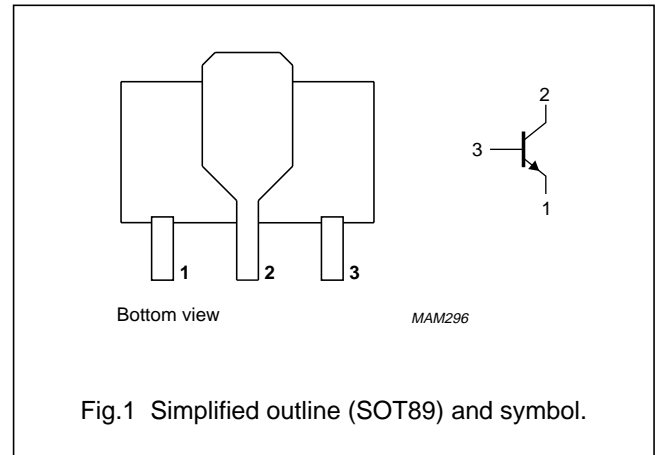 2
3
1
1 2 3
Bottom view
MAM296
Fig.1 Simplified outline (SOT89) and symbol.